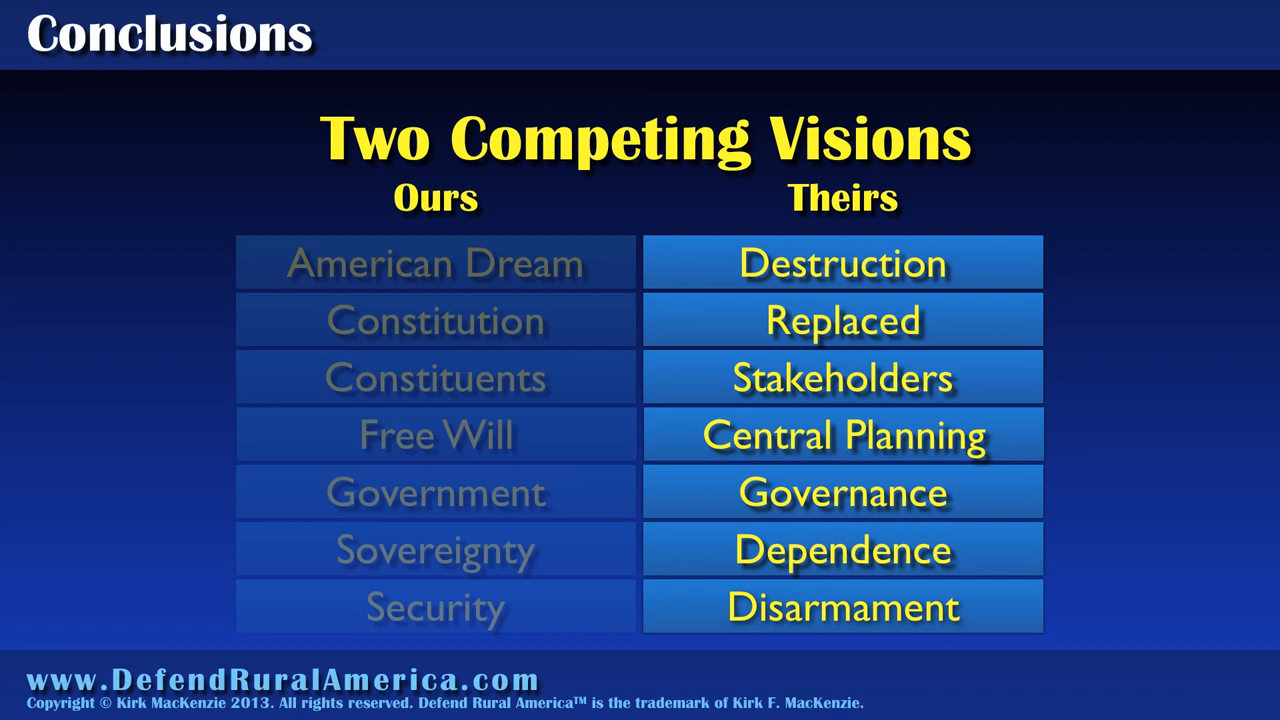 Conclusions
Two Competing Visions
Ours Theirs
American Dream Destruction
Constitution Replaced
Constituents Stakeholders
Free Will Central Planning
Government Governance
Sovereignty Dependence
Security Disarmament
www.DefendRuralAmerica.com
Copyright © Kirk MacKenzie 2013. All rights reserved. Defend Rural America™ is the trademark of Kirk F. MacKenzie.